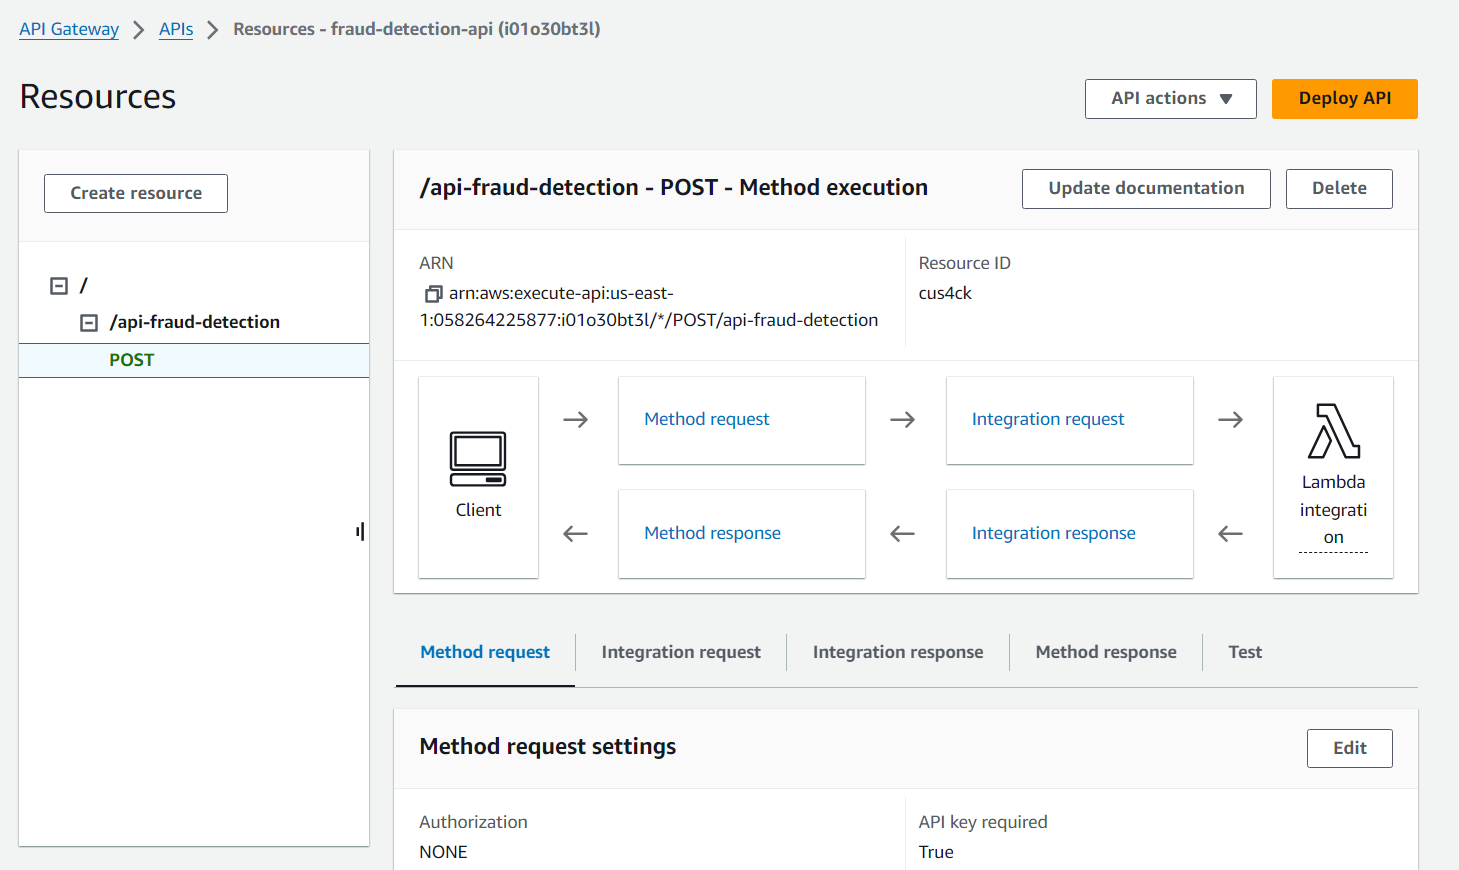 API Gateway > APIs > Resources - fraud-detection-api (i01o30bt3l)
Resources
API actions ▼
Deploy API
Create resource
/
/api-fraud-detection
POST
/api-fraud-detection - POST - Method execution
Update documentation
Delete
ARN
arn:aws:execute-api:us-east-
1:058264225877:i01o30bt3l/*/POST/api-fraud-detection
Resource ID
cus4ck
Client
Method request
Integration request
Lambda
integrati
on
Method response
Integration response
Method request
Integration request
Integration response
Method response
Test
Method request settings
Edit
Authorization
NONE
API key required
True